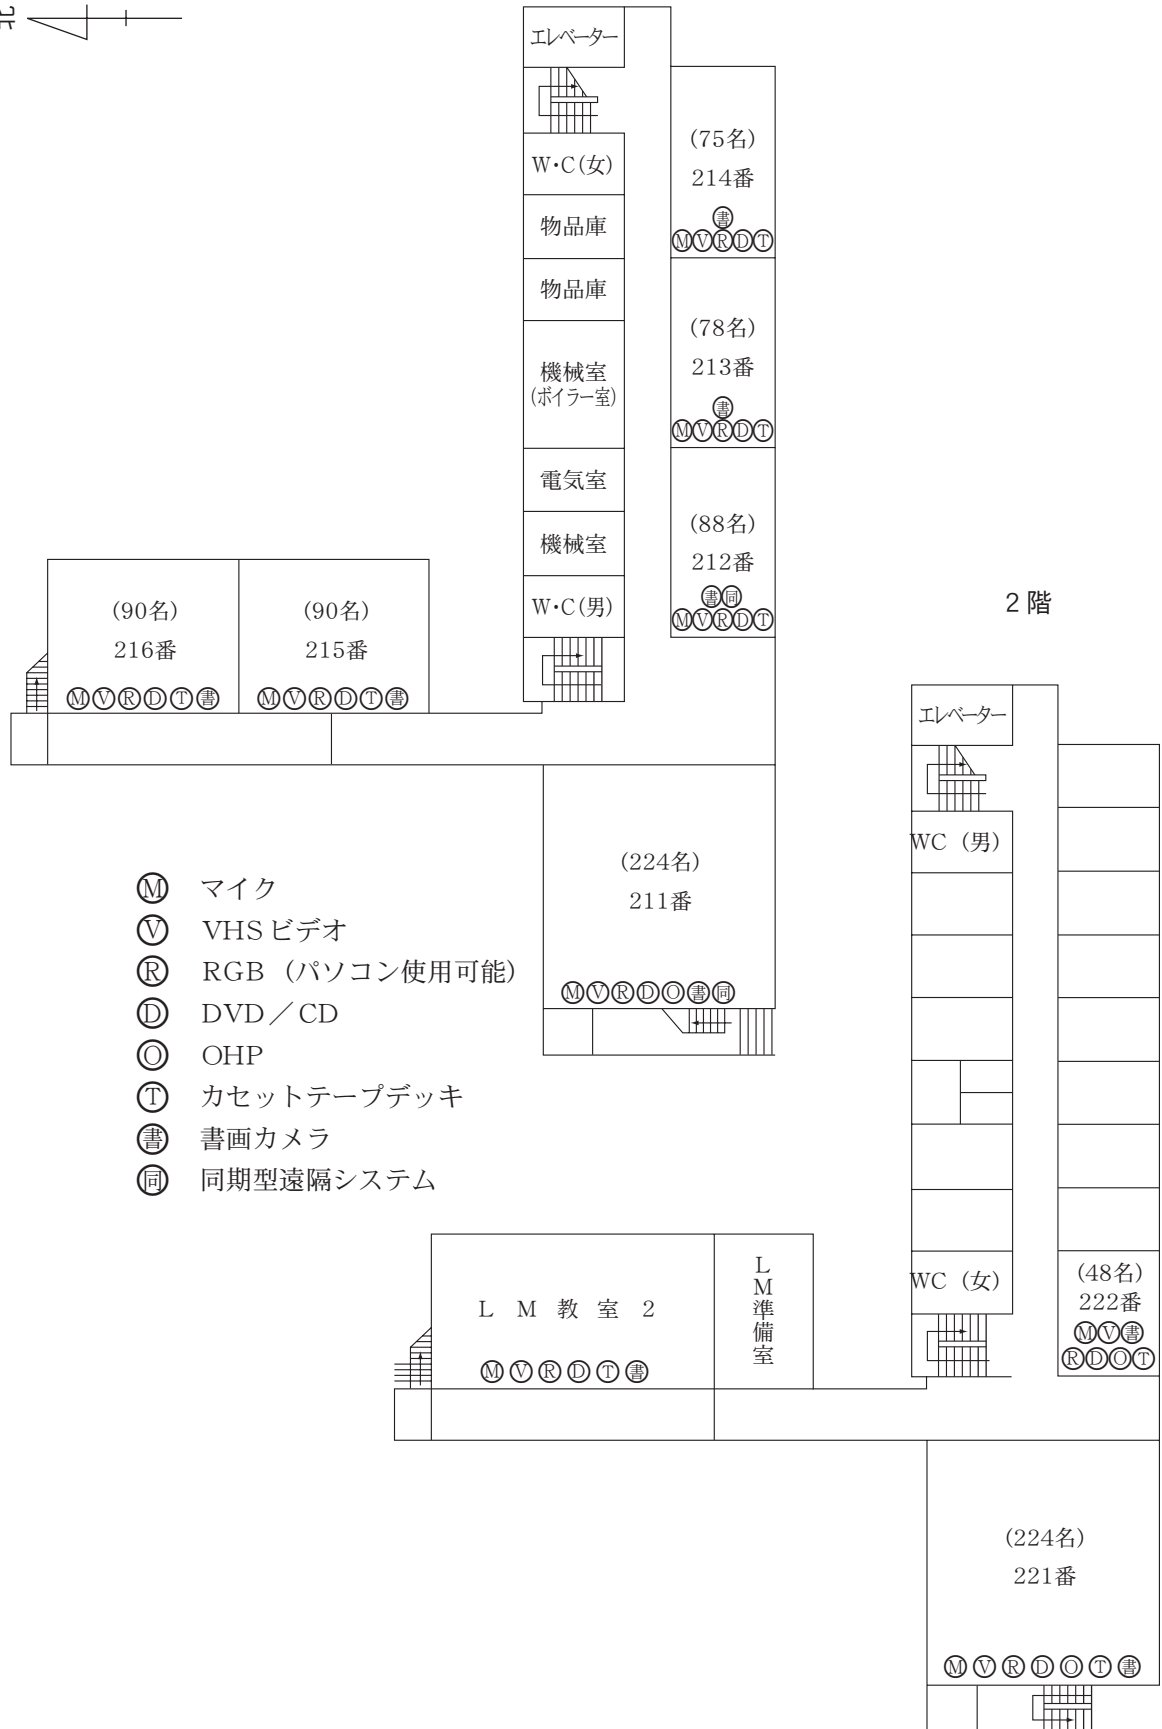 北
エレベーター
W・C(女)
物品庫
物品庫
機械室
(ボイラー室)
電気室
機械室
W・C(男)
(75名)
214番
書
MVRDT
(78名)
213番
書
MVRDT
(88名)
212番
書同
MVRDT
(90名)
216番
MVRDT書
(90名)
215番
MVRDT書
(224名)
211番
MVRDO書同
M マイク
V VHSビデオ
R RGB（パソコン使用可能）
D DVD／CD
O OHP
T カセットテープデッキ
書 書画カメラ
同 同期型遠隔システム
2階
エレベーター
WC（男）
WC（女）
(48名)
222番
MV書
RDOT
LM教室2
MVRDT書
LM準備室
(224名)
221番
MVRDOT書